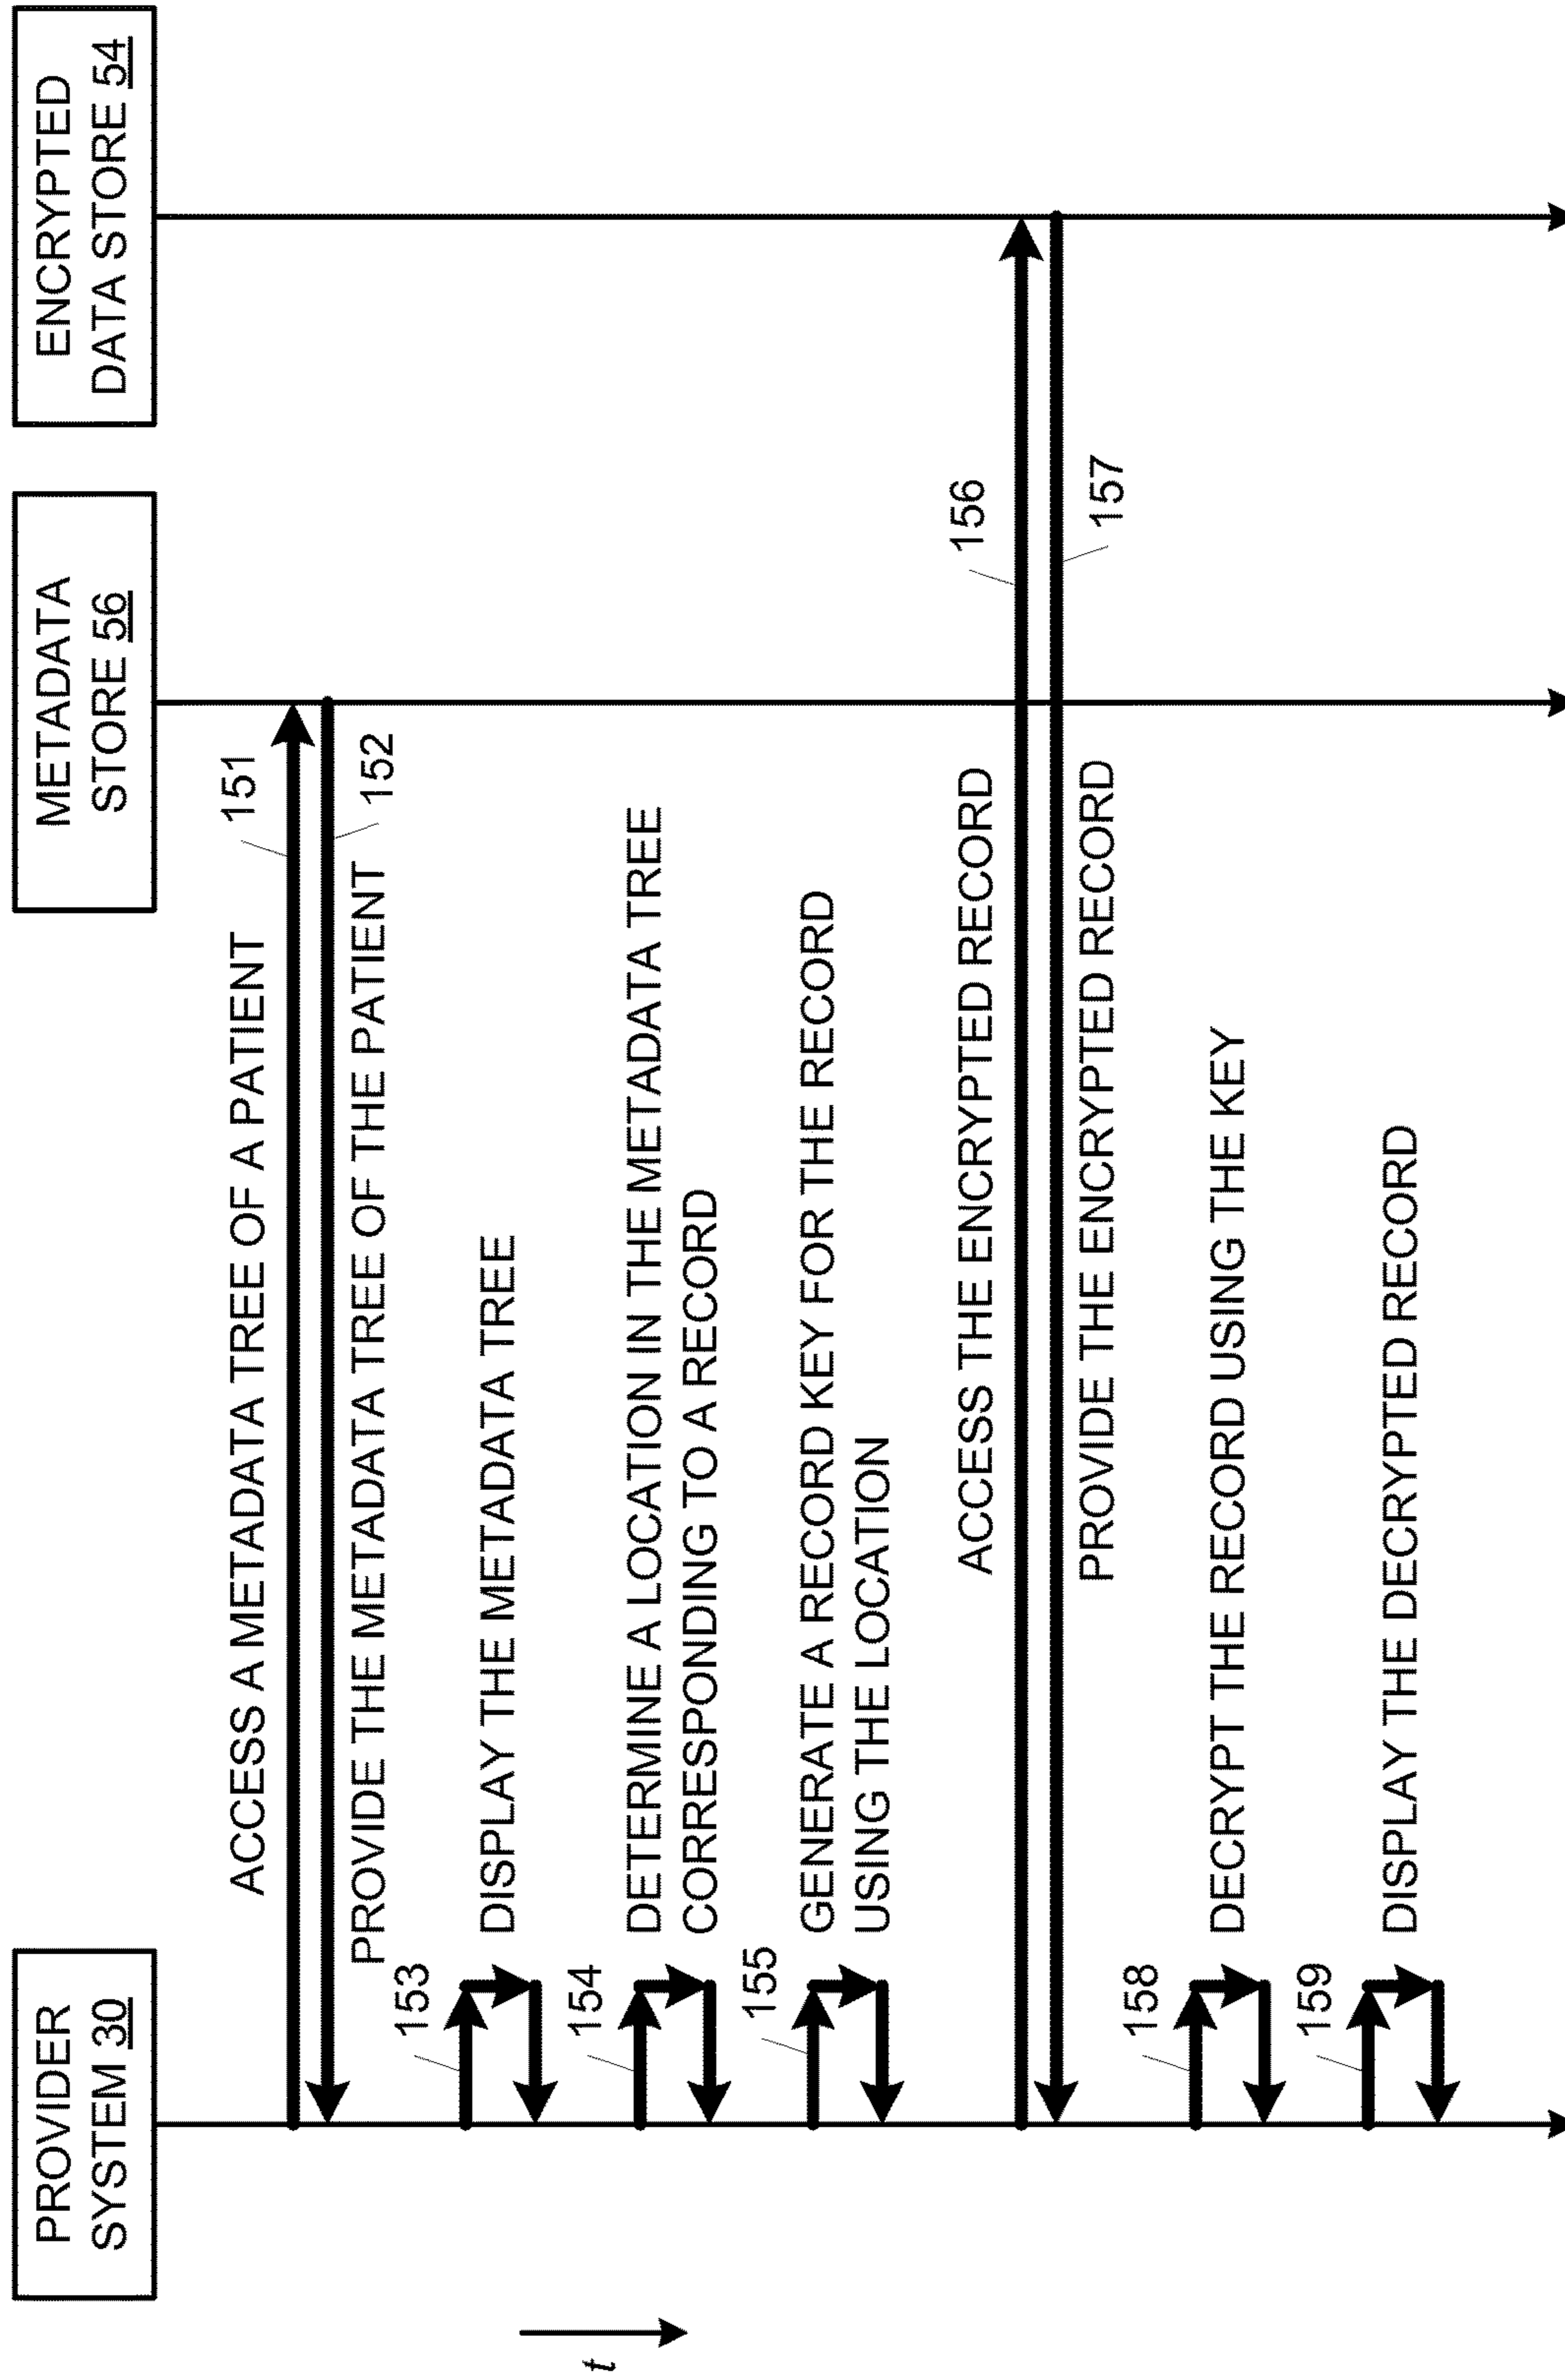 PROVIDER
SYSTEM 30
METADATA
STORE 56
ENCRYPTED
DATA STORE 54
t
ACCESS A METADATA TREE OF A PATIENT
151
152
PROVIDE THE METADATA TREE OF THE PATIENT
153
DISPLAY THE METADATA TREE
154
DETERMINE A LOCATION IN THE METADATA TREE
CORRESPONDING TO A RECORD
155
GENERATE A RECORD KEY FOR THE RECORD
USING THE LOCATION
ACCESS THE ENCRYPTED RECORD
156
157
PROVIDE THE ENCRYPTED RECORD
158
DECRYPT THE RECORD USING THE KEY
159
DISPLAY THE DECRYPTED RECORD